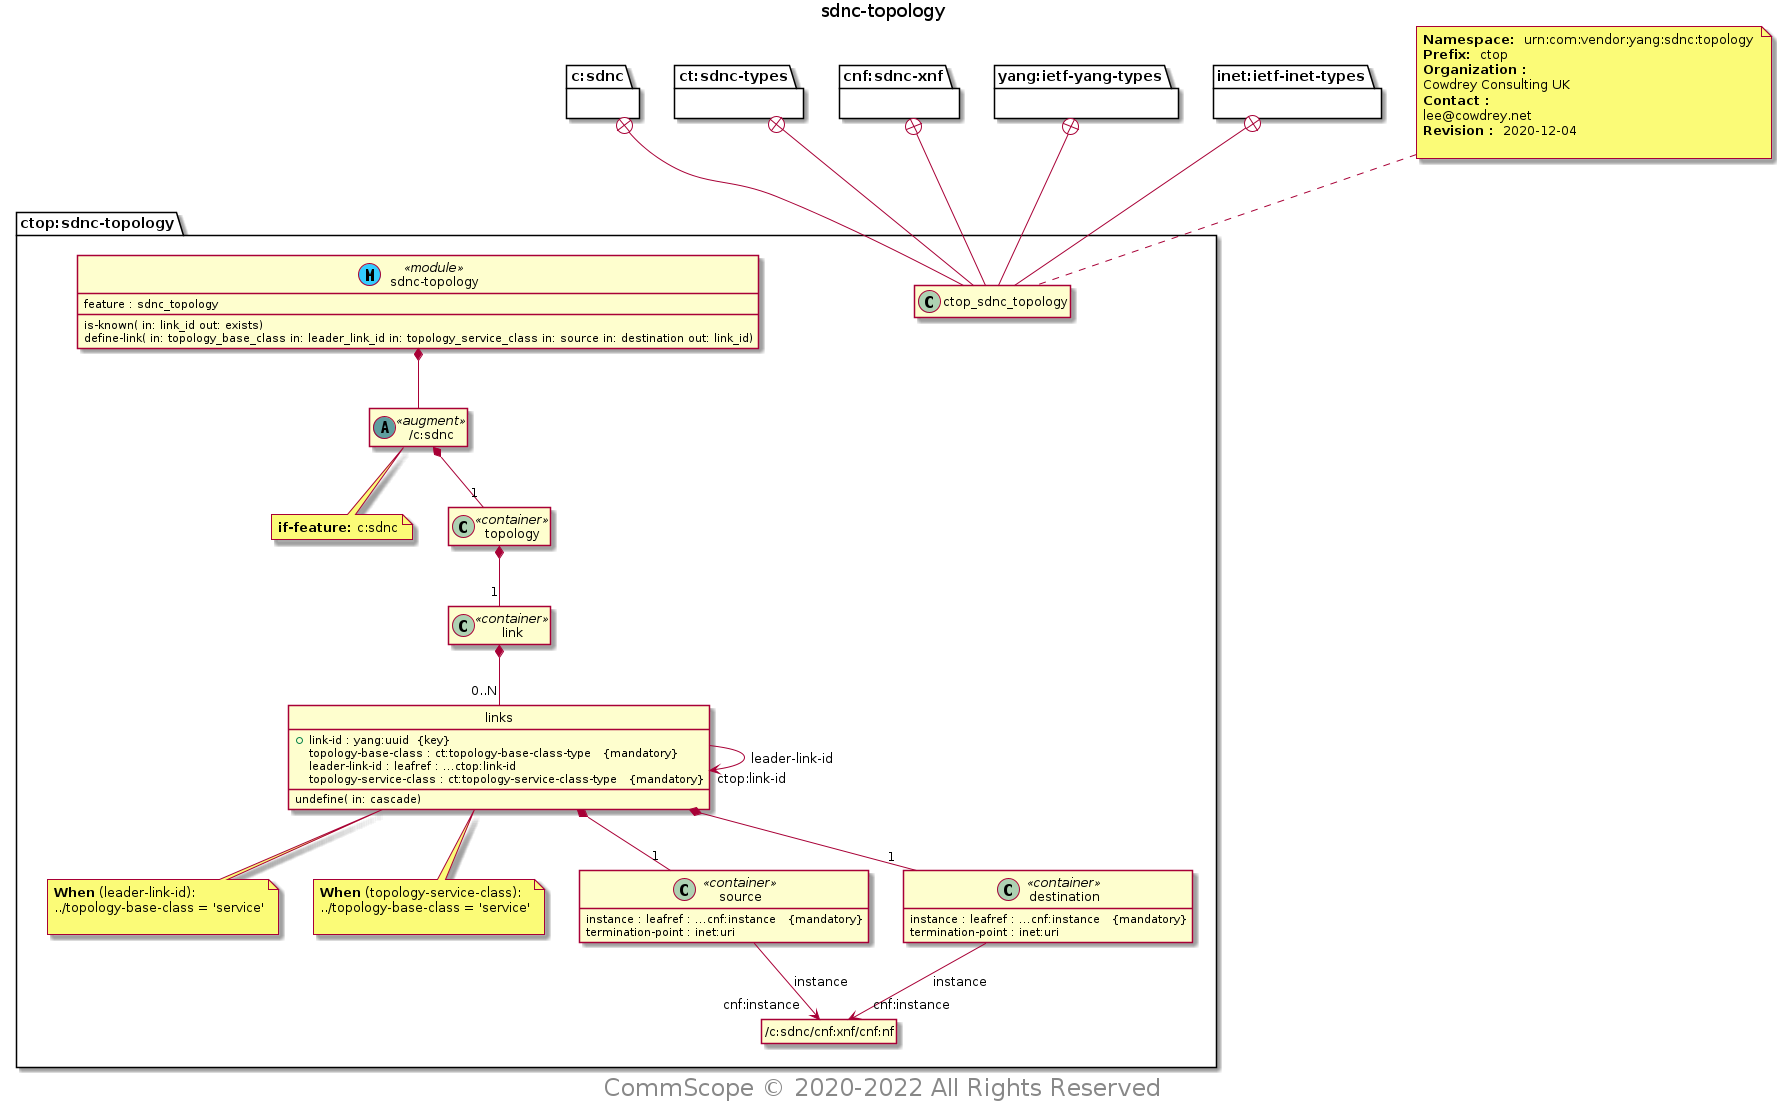 sdnc-topology
Namespace: urn:com:vendor:yang:sdnc:topology
Prefix: ctop
Organization :
Cowdrey Consulting UK
Contact :
lee@cowdrey.net
Revision : 2020-12-04
c:sdnc
ct:sdnc-types
cnf:sdnc-xnf
yang:ietf-yang-types
inet:ietf-inet-types
ctop:sdnc-topology
M
«module»
sdnc-topology
feature : sdnc_topology
is-known( in: link_id out: exists)
define-link( in: topology_base_class in: leader_link_id in: topology_service_class in: source in: destination out: link_id)
C ctop_sdnc_topology
A
«augment»
/c:sdnc
1
if-feature: c:sdnc
C
«container»
topology
1
C
«container»
link
0..N
links
link-id : yang:uuid {key}
topology-base-class : ct:topology-base-class-type {mandatory}
leader-link-id : leafref : ...ctop:link-id
topology-service-class : ct:topology-service-class-type {mandatory}
undefine( in: cascade)
leader-link-id
ctop:link-id
1
1
When (leader-link-id):
../topology-base-class = 'service'
When (topology-service-class):
../topology-base-class = 'service'
C
«container»
source
instance : leafref : ...cnf:instance {mandatory}
termination-point : inet:uri
C
«container»
destination
instance : leafref : ...cnf:instance {mandatory}
termination-point : inet:uri
instance
instance
cnf:instance
cnf:instance
/c:sdnc/cnf:xnf/cnf:nf
CommScope © 2020-2022 All Rights Reserved